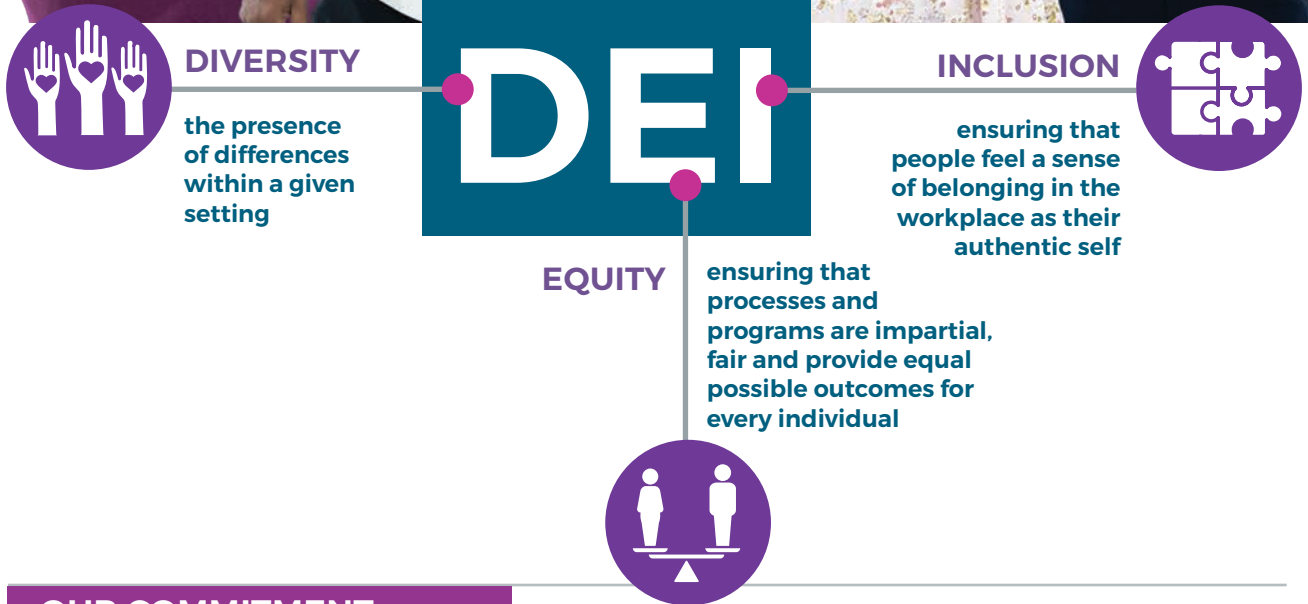 DEI
DIVERSITY
the presence
of differences
within a given
setting
INCLUSION
ensuring that
people feel a sense
of belonging in the
workplace as their
authentic self
EQUITY
ensuring that
processes and
programs are impartial,
fair and provide equal
possible outcomes for
every individual
OUR COMMITMENT